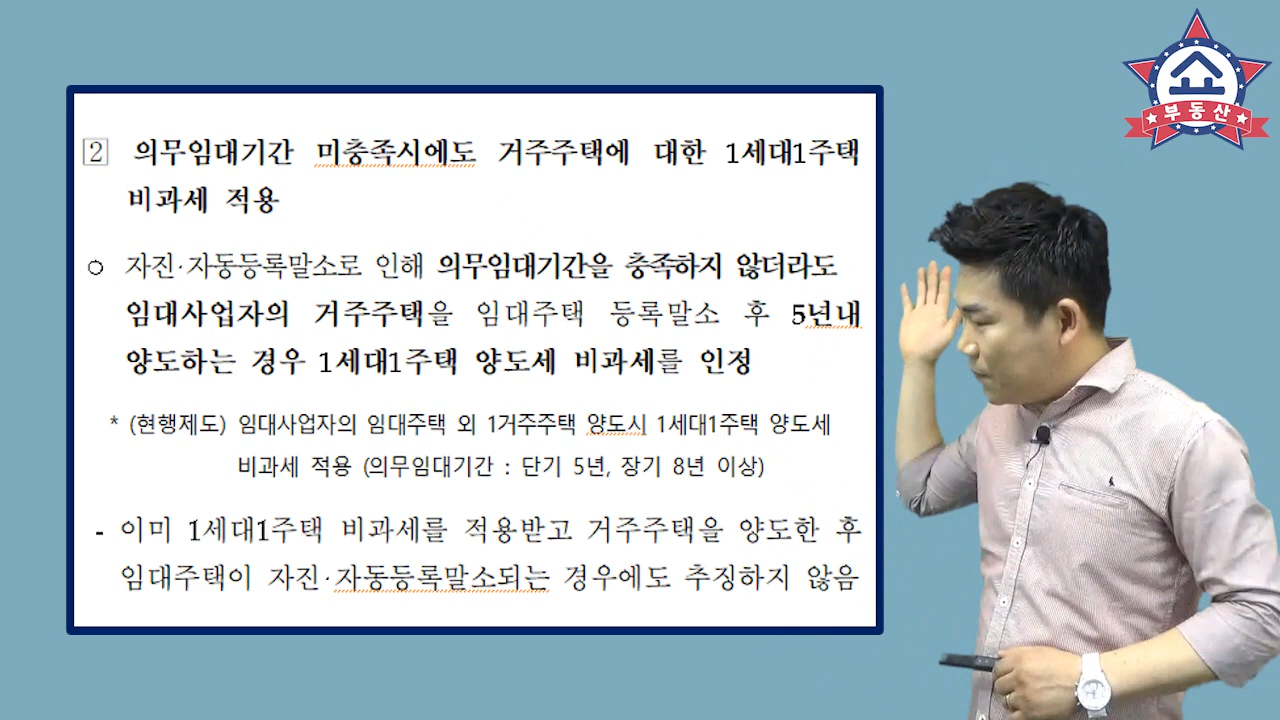 쇼
부동산
2 의무임대기간 미충족시에도 거주주택에 대한 1세대1주택
비과세 적용
○ 자진·자동등록말소로 인해 의무임대기간을 충족하지 않더라도
임대사업자의 거주주택을 임대주택 등록말소 후 5년내
양도하는 경우 1세대1주택 양도세 비과세를 인정
* (현행제도) 임대사업자의 임대주택 외 1거주주택 양도시 1세대1주택 양도세
비과세 적용 (의무임대기간 : 단기 5년, 장기 8년 이상)
- 이미 1세대1주택 비과세를 적용받고 거주주택을 양도한 후
임대주택이 자진·자동등록말소되는 경우에도 추징하지 않음